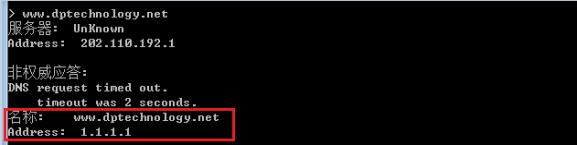 > www.dptechnology.net
服务器:  UnKnown
Address:  202.110.192.1
非权威应答:
DNS request timed out.
    timeout was 2 seconds.
名称:    www.dptechnology.net
Address:  1.1.1.1